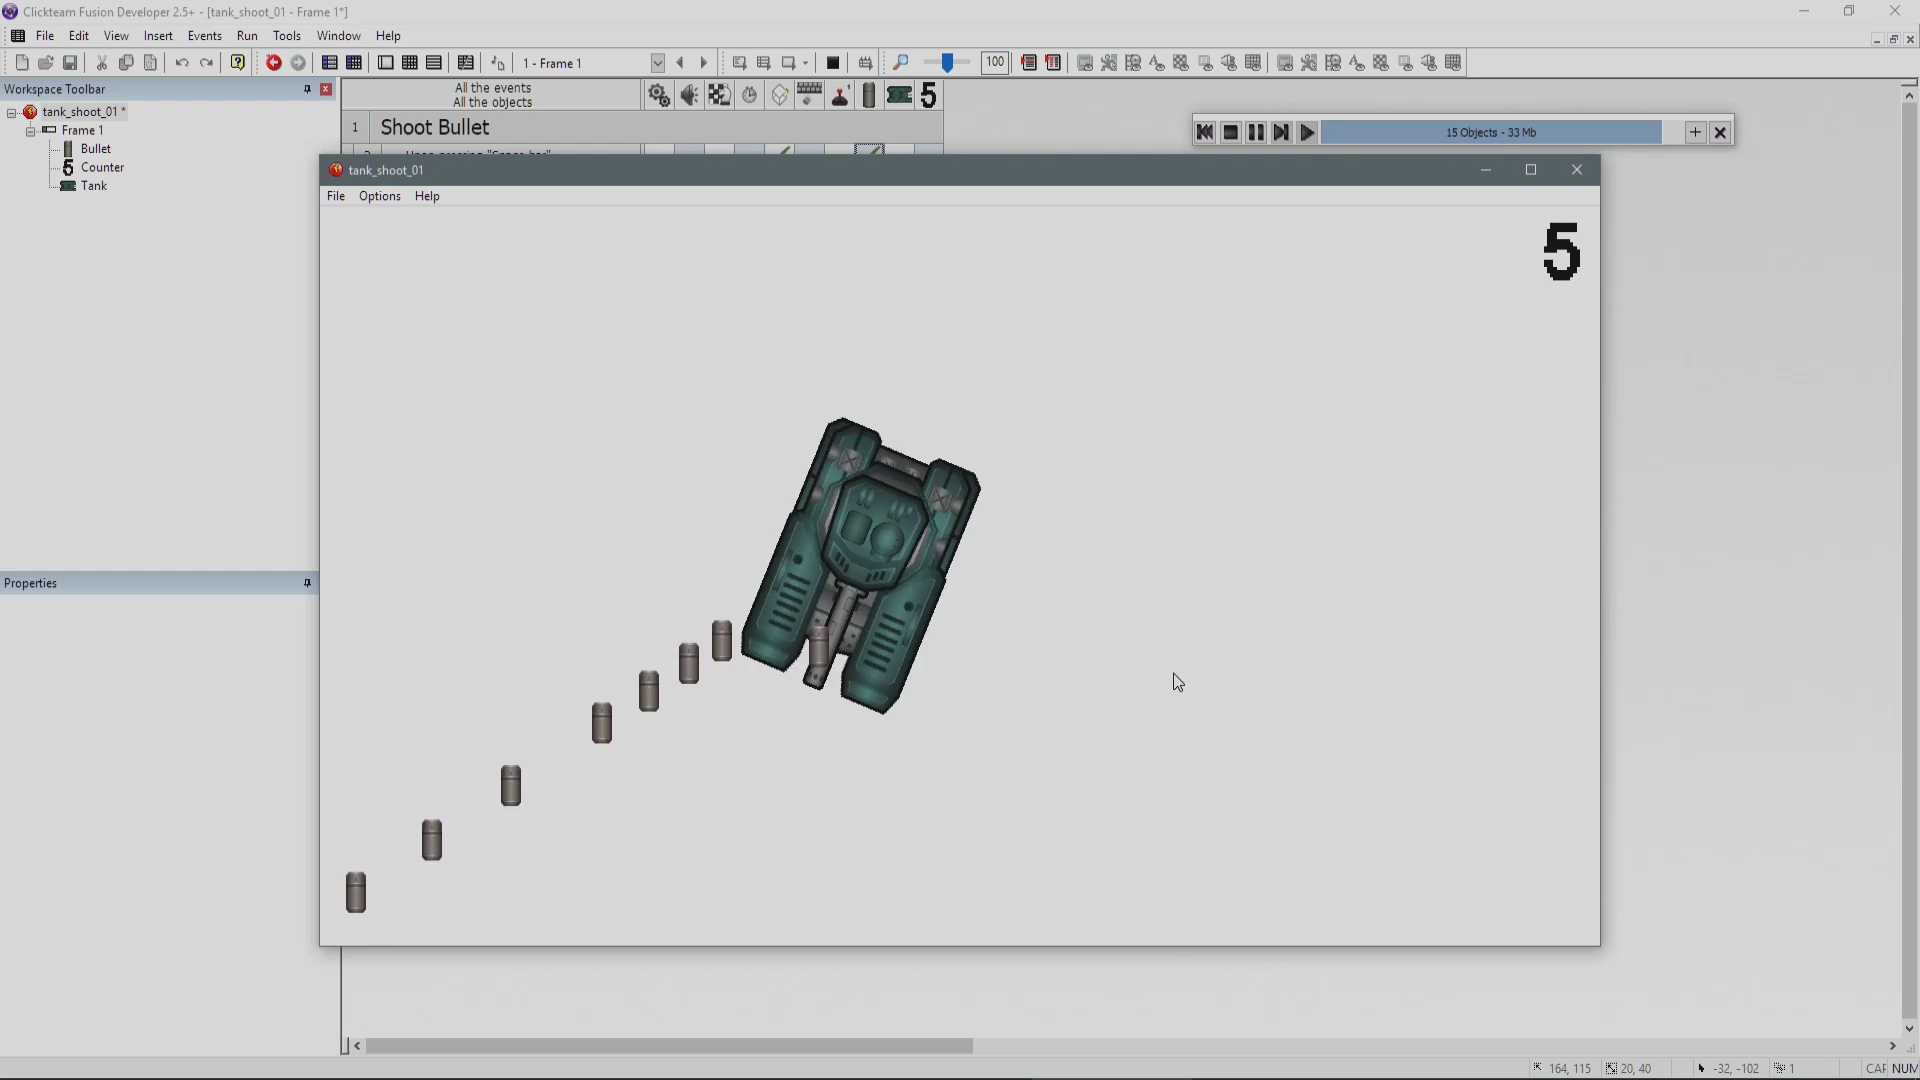 Clickteam Fusion Developer 2.5+ - [tank_shoot_01 - Frame 1*]
File Edit View Insert Events Run Tools Window Help
1 - Frame 1
100
Workspace Toolbar
tank_shoot_01 *
Frame 1
Bullet
5 Counter
Tank
All the events
All the objects
5
1 Shoot Bullet
15 Objects - 33 Mb
tank_shoot_01
File Options Help
5
Properties
164, 115
20, 40
-32, -102
1
CAP NUM